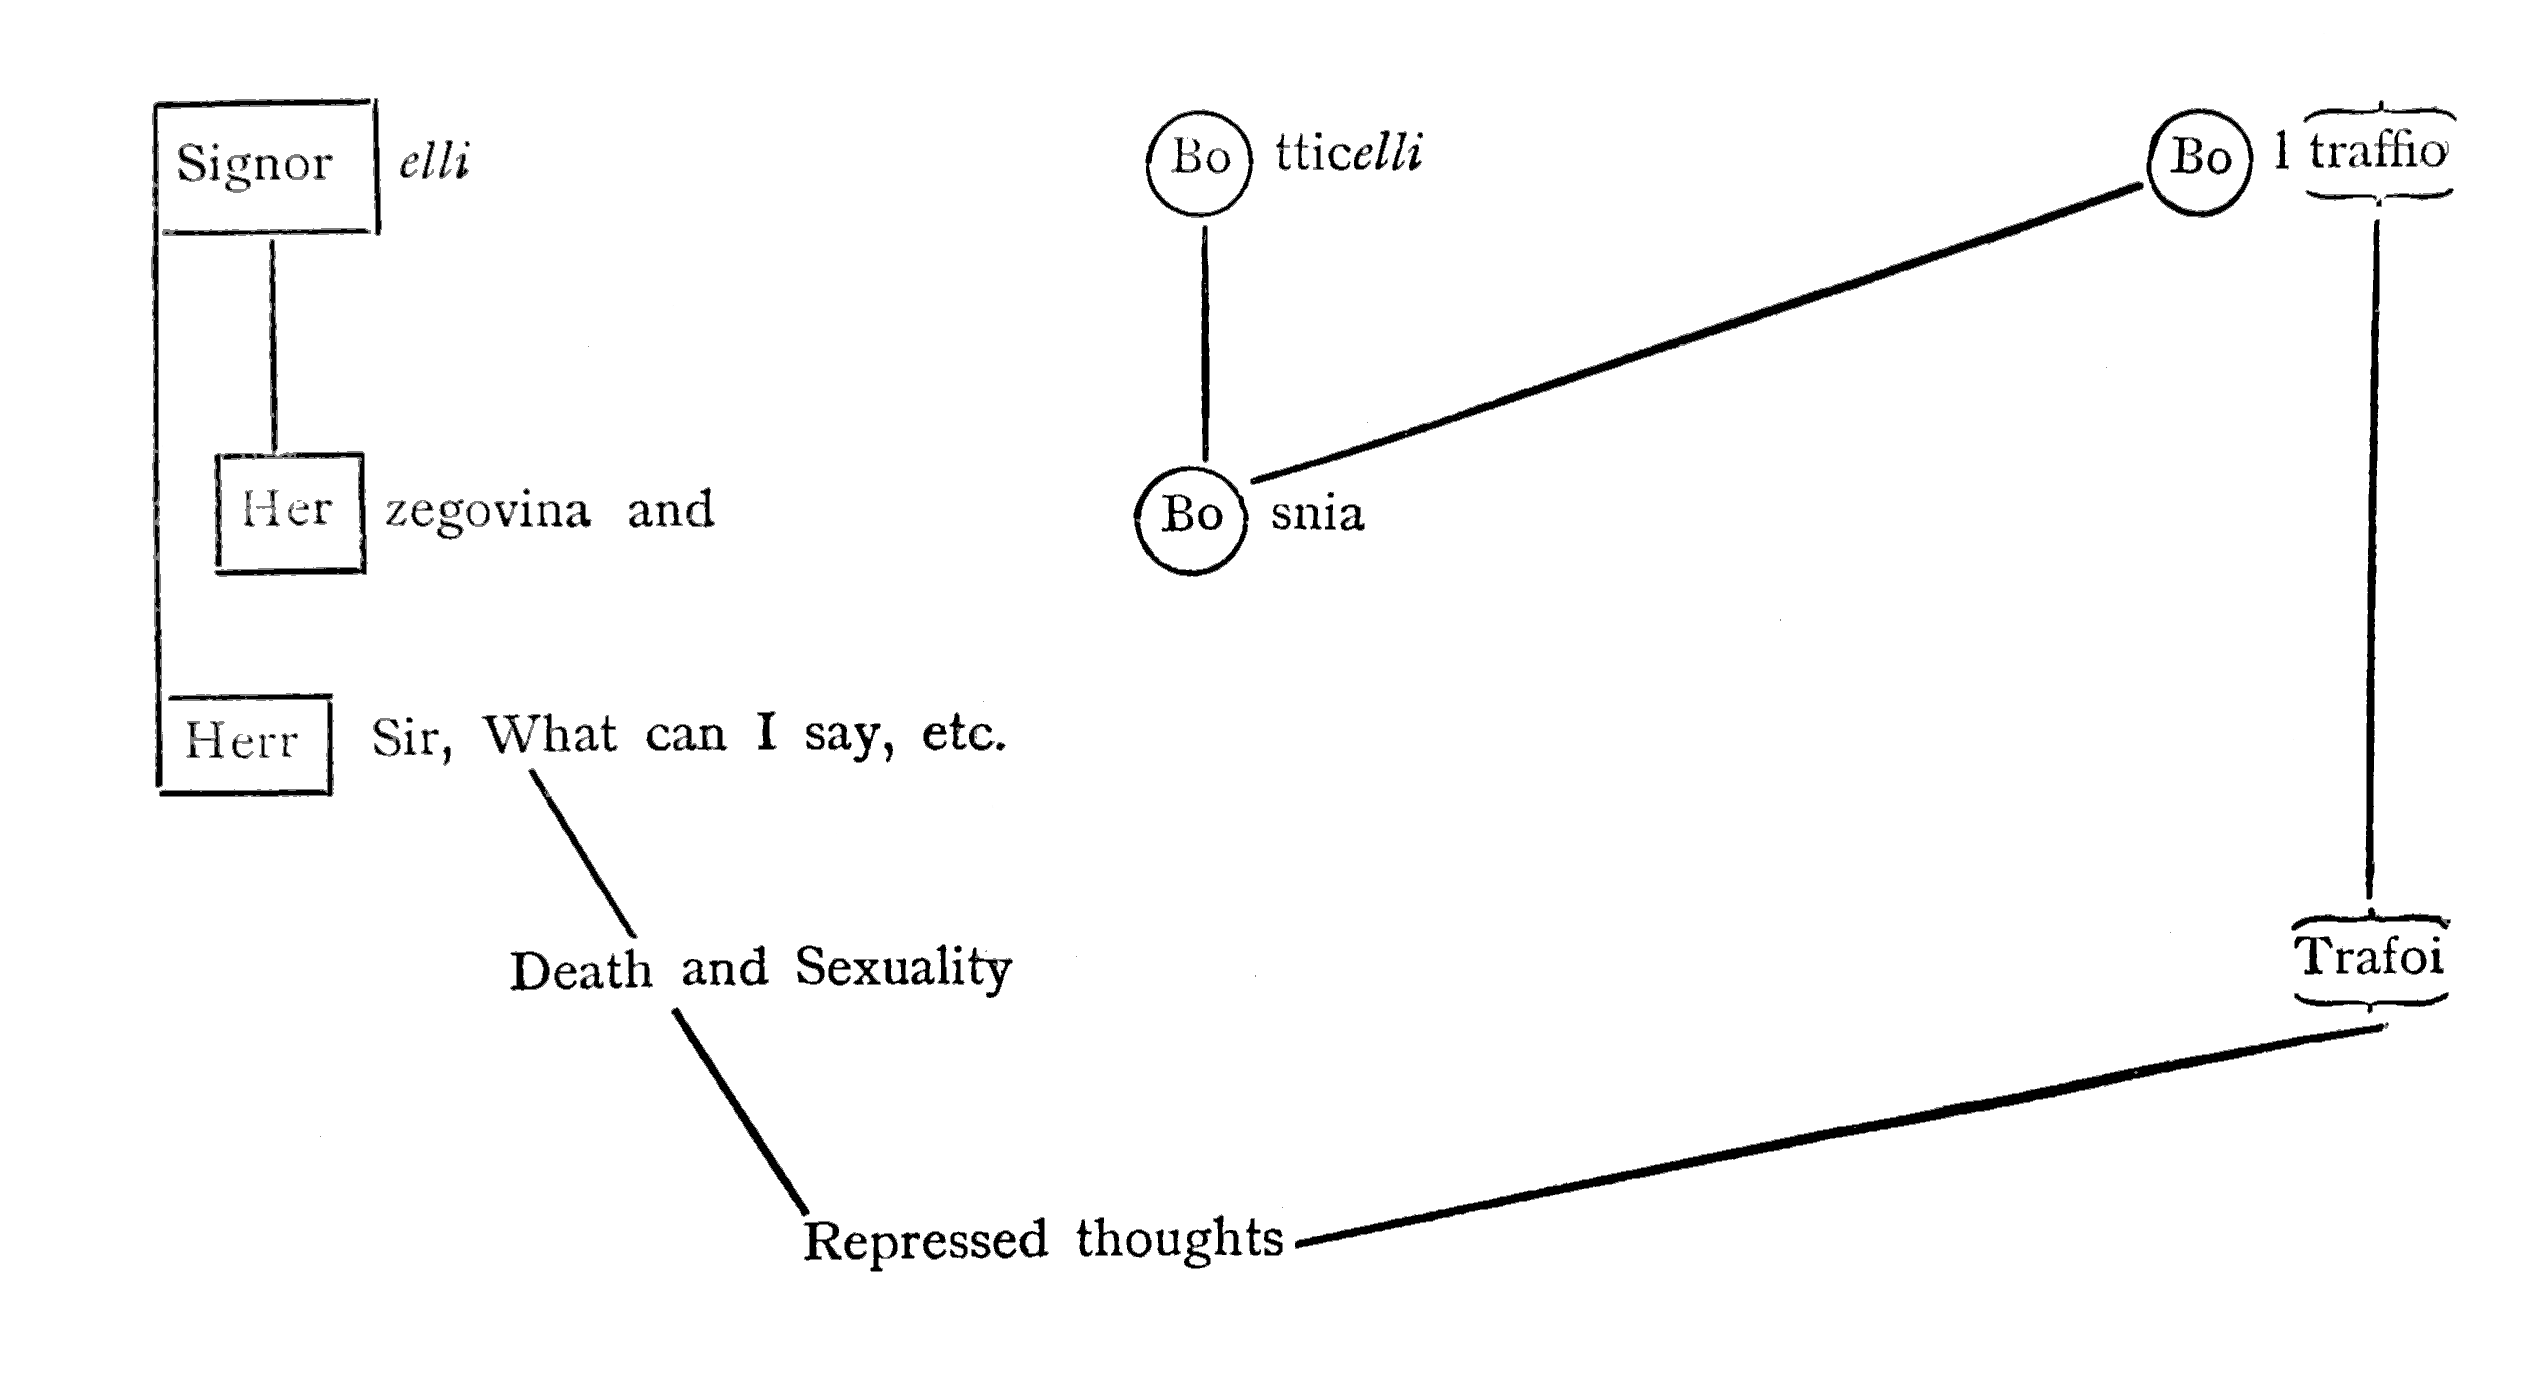 Signor elli Bo tticelli Bo l traffio
Her zegovina and Bo snia
Herr Sir, What can I say, etc.
Death and Sexuality
Trafoi
Repressed thoughts